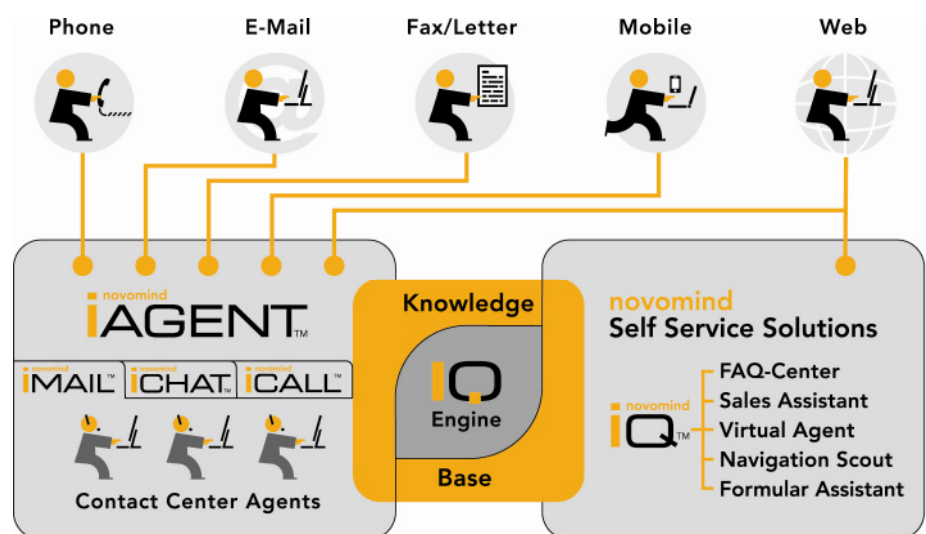 Phone E-Mail Fax/Letter Mobile Web
@
novomind
iAGENT™
novomind iMAIL™ novomind iCHAT™ novomind iCALL™
Contact Center Agents
Knowledge
iQ
Engine
Base
novomind
Self Service Solutions
novomind
iQ™
FAQ-Center
Sales Assistant
Virtual Agent
Navigation Scout
Formular Assistant